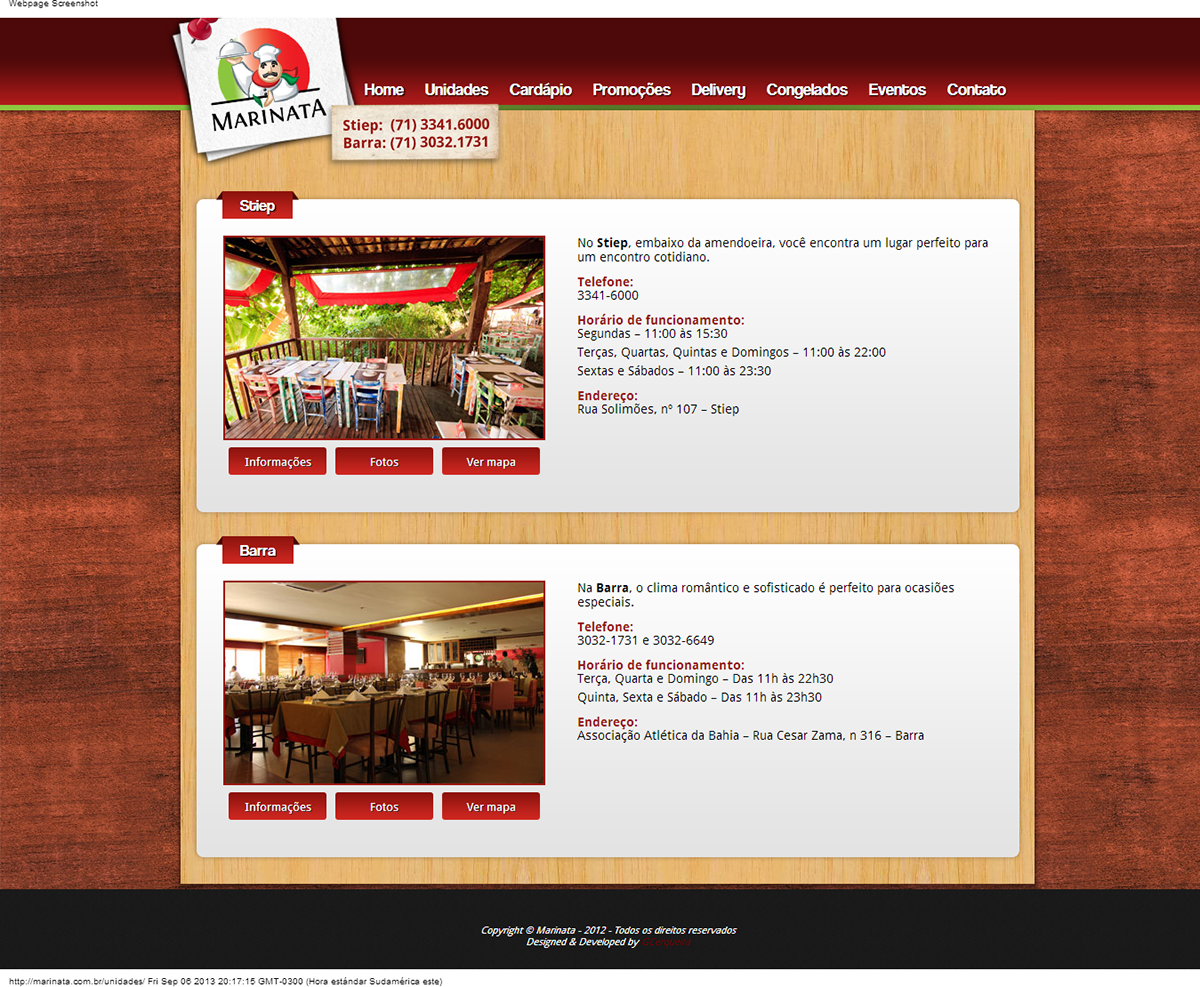 Webpage Screenshot
MARINATA
Home Unidades Cardápio Promoções Delivery Congelados Eventos Contato
Stiep: (71) 3341.6000
Barra: (71) 3032.1731
Stiep
No Stiep, embaixo da amendoeira, você encontra um lugar perfeito para
um encontro cotidiano.
Telefone:
3341-6000
Horário de funcionamento:
Segundas – 11:00 às 15:30
Terças, Quartas, Quintas e Domingos – 11:00 às 22:00
Sextas e Sábados – 11:00 às 23:30
Endereço:
Rua Solimões, nº 107 – Stiep
Informações Fotos Ver mapa
Barra
Na Barra, o clima romântico e sofisticado é perfeito para ocasiões
especiais.
Telefone:
3032-1731 e 3032-6649
Horário de funcionamento:
Terça, Quarta e Domingo – Das 11h às 22h30
Quinta, Sexta e Sábado – Das 11h às 23h30
Endereço:
Associação Atlética da Bahia – Rua Cesar Zama, n 316 – Barra
Informações Fotos Ver mapa
Copyright © Marinata - 2012 - Todos os direitos reservados
Designed & Developed by
http://marinata.com.br/unidades/ Fri Sep 06 2013 20:17:15 GMT-0300 (Hora estándar Sudamérica este)